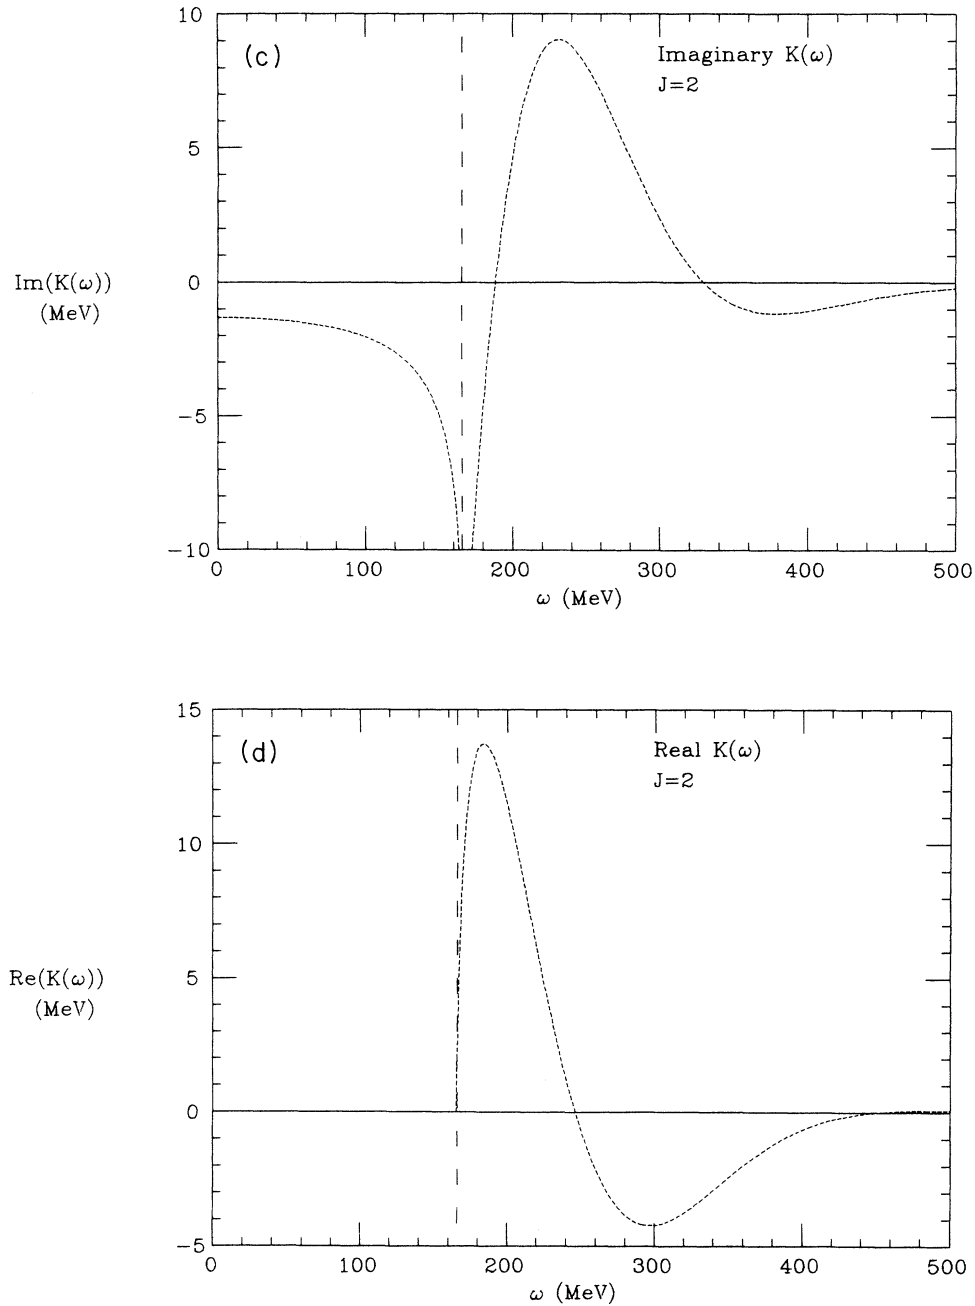 (c)
Imaginary K(ω)
J=2
10
5
0
−5
−10
Im(K(ω))
(MeV)
0
100
200
300
400
500
ω (MeV)
(d)
Real K(ω)
J=2
15
10
5
0
−5
Re(K(ω))
(MeV)
0
100
200
300
400
500
ω (MeV)